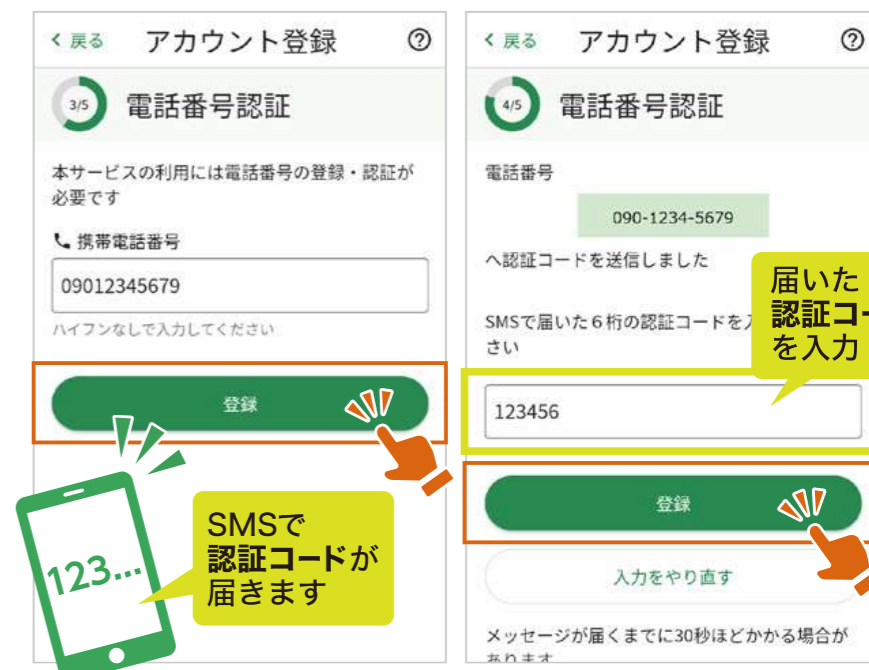 戻る アカウント登録
3/5 電話番号認証
本サービスの利用には電話番号の登録・認証が
必要です
携帯電話番号
09012345679
ハイフンなしで入力してください
登録
123...
SMSで
認証コードが
届きます
戻る アカウント登録
4/5 電話番号認証
電話番号
090-1234-5679
へ認証コードを送信しました
SMSで届いた6桁の認証コードを
さい
届いた
認証コー
を入力
123456
登録
入力をやり直す
メッセージが届くまでに30秒ほどかかる場合が
あります